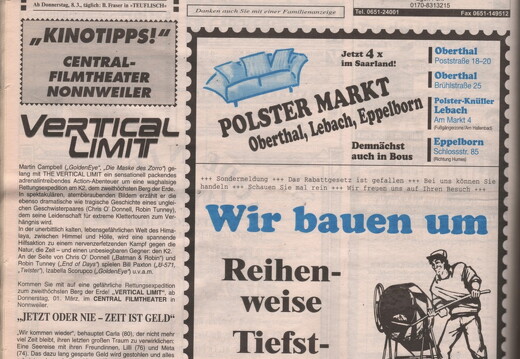 Ab Donnerstag, 8.3., täglich: B. Fraser in »TEUFLISCH«
„KINOTIPPS!“
CENTRAL-
FILMTHEATER
NONNWEILER
VERTICAL
LIMIT
Martin Campbell („GoldenEye“, „Die Maske des Zorro“) ge-
lang mit THE VERTICAL LIMIT ein sensationell packendes
adrenalintreibendes Action-Abenteuer um eine waghalsige
Rettungsexpedition am K2, dem zweithöchsten Berg der Erde.
In spektakulären, atemberaubenden Bildern erzählt er die
ebenso dramatische wie tragische Geschichte eines unglei-
chen Geschwisterpaares (Chris O' Donnell, Robin Tunney),
dem seine Leidenschaft für extreme Klettertouren zum Ver-
hängnis wird.
In der unerbittlich kalten, lebensgefährlichen Welt des Hima-
laya, zwischen Himmel und Hölle, wird eine spannende
Hilfsaktion zu einem nervenzerfetzenden Kampf gegen die
Natur, die Zeit – und einen unbesiegbaren Gegner: den K2.
An der Seite von Chris O' Donnell („Batman & Robin“) und
Robin Tunney („End of Days“) spielen Bill Paxton („U-571,
„Twister“), Izabella Scorupco („GoldenEye“) u.v.a.m.
Kommen Sie mit auf eine gefährliche Rettungsexpedition
zum zweithöchsten Berg der Erde! „VERTICAL LIMIT“, ab
Donnerstag, 01. März, im CENTRAL FILMTHEATER in
Nonnweiler.
„JETZT ODER NIE – ZEIT IST GELD“
„Wir kommen wieder“, behauptet Carla (80), der nicht mehr
viel Zeit bleibt, ihren letzten großen Traum zu verwirklichen:
Eine Seereise mit ihren Freundinnen, Lilli (76) und Meta
(74). Das dazu lang gesparte Geld wird gestohlen und alles
Danken auch Sie mit einer Familienanzeige
0170-8313215
Tel. 0651-24001
Fax 0651-149512
Jetzt 4 x
im Saarland!
POLSTER MARKT
Oberthal, Lebach, Eppelborn
Demnächst
auch in Bous
Oberthal
Poststraße 18–20
Oberthal
Brühlstraße 25
Polster-Knüller
Lebach
Am Markt 4
Eppelborn
Schlossstr. 85
(Richtung Humes)
+++ Sondermeldung +++ Das Rabattgesetz ist gefallen +++ Bei uns können Sie
handeln +++ Schauen Sie mal rein +++ Wir freuen uns auf Ihren Besuch +++
Wir bauen um
Reihen-
weise
Tiefst-